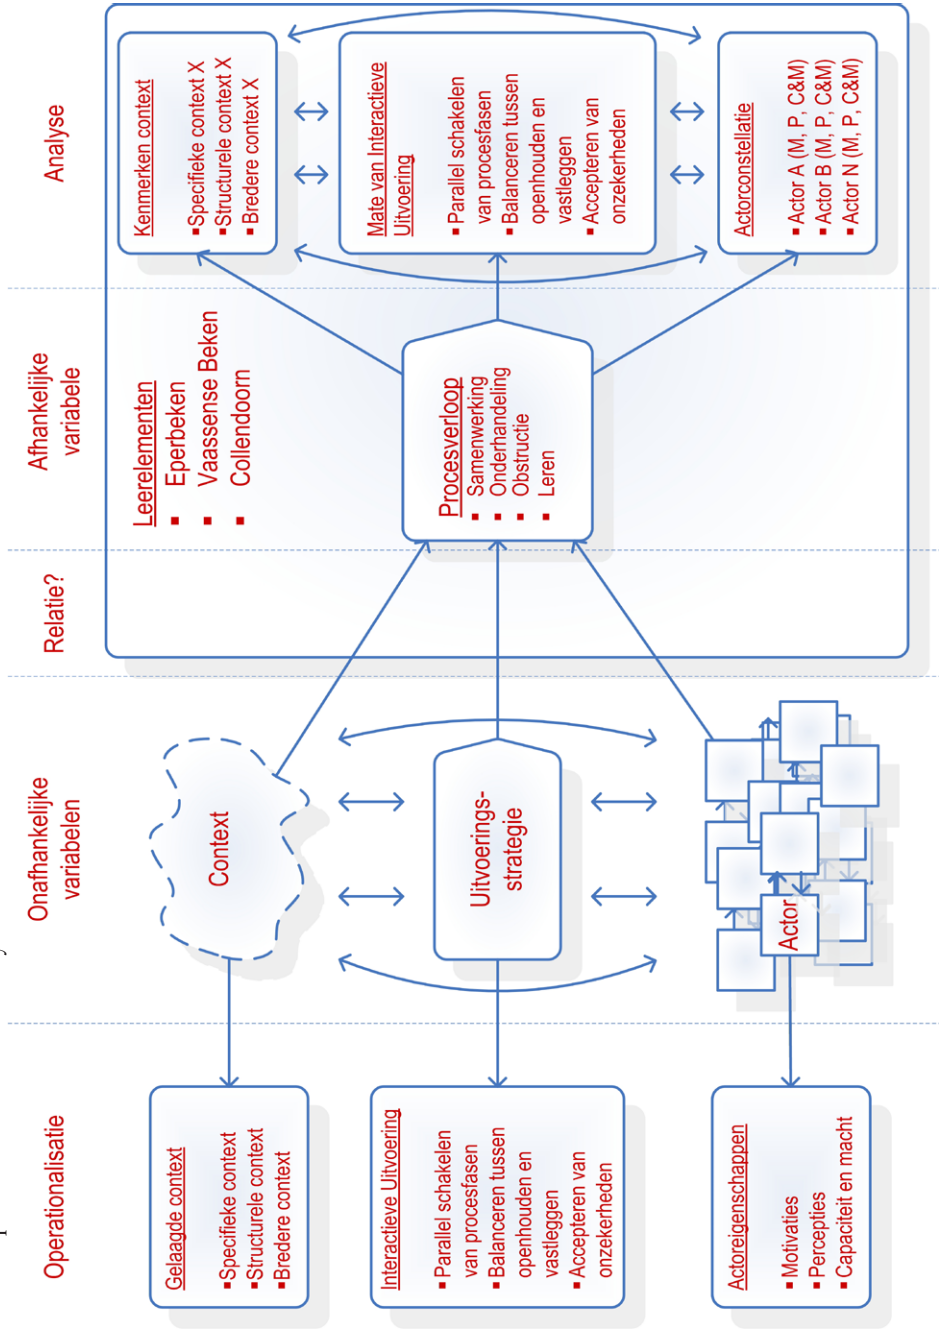 Operationalisatie
Onafhankelijke
variabelen
Relatie?
Afhankelijke
variabele
Analyse
Gelaagde context
▪Specifieke context
▪Structurele context
▪Bredere context
Interactieve Uitvoering
▪ Parallel schakelen
van procesfasen
▪ Balanceren tussen
openhouden en
vastleggen
▪ Accepteren van
onzekerheden
Actoreigenschappen
▪ Motivaties
▪ Percepties
▪ Capaciteit en macht
Context
Uitvoerings-
strategie
Actor
Leerelementen
▪ Eperbeken
▪ Vaassense Beken
▪ Collendoorn
Procesverloop
▪ Samenwerking
▪ Onderhandeling
▪ Obstructie
▪ Leren
Kenmerken context
▪Specifieke context X
▪Structurele context X
▪ Bredere context X
Mate van Interactieve
Uitvoering
▪ Parallel schakelen
van procesfasen
▪ Balanceren tussen
openhouden en
vastleggen
▪ Accepteren van
onzekerheden
Actorconstellatie
▪ Actor A (M, P, C&M)
▪ Actor B (M, P, C&M)
▪ Actor N (M, P, C&M)